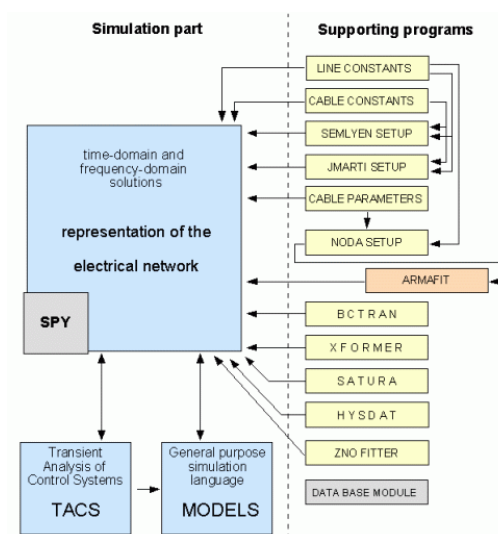 Simulation part
Supporting programs
LINE CONSTANTS
CABLE CONSTANTS
SEMLYEN SETUP
JMARTI SETUP
CABLE PARAMETERS
NODA SETUP
ARMAFIT
BCTRAN
XFORMER
SATURA
HYSDAT
ZNO FITTER
DATA BASE MODULE
time-domain and
frequency-domain
solutions
representation of the
electrical network
SPY
Transient
Analysis of
Control Systems
TACS
General purpose
simulation
language
MODELS